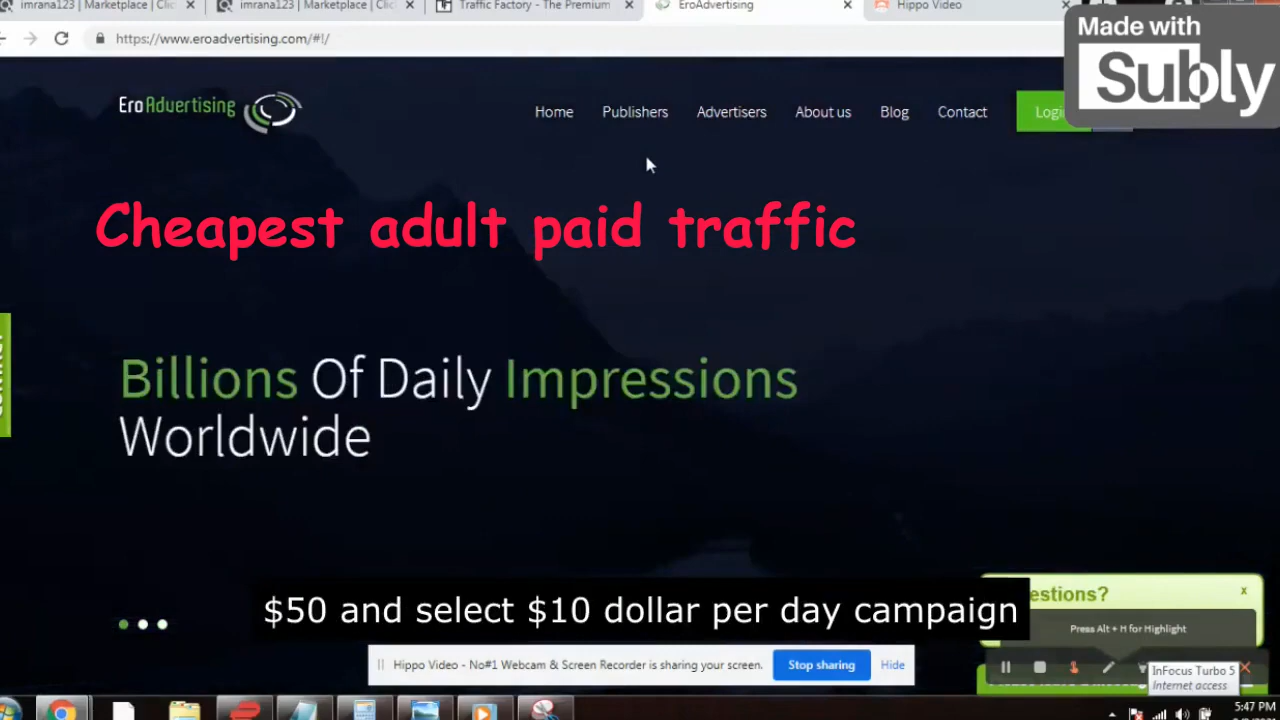 imrana123 | Marketplace | Clic
imrana123 | Marketplace | Clic
Traffic Factory - The Premium
EroAdvertising
Hippo Video
https://www.eroadvertising.com/#!/
Made with
Subly
EroAdvertising
Home
Publishers
Advertisers
About us
Blog
Contact
Logi
Cheapest adult paid traffic
Billions Of Daily Impressions
Worldwide
$50 and select $10 dollar per day campaign
estions?
x
Press Alt + H for Highlight
Hippo Video - No#1 Webcam & Screen Recorder is sharing your screen.
Stop sharing
Hide
InFocus Turbo 5
Internet access
5:47 PM